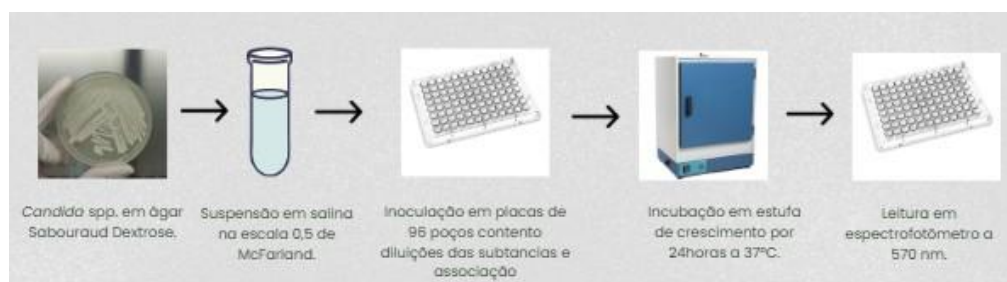 Candida spp. em ágar
Sabouraud Dextrose.
Suspensão em salina
na escala 0,5 de
McFarland.
Inoculação em placas de
96 poços contento
diluições das subtancias e
associação
Incubação em estufa
de crescimento por
24horas a 37ºC.
Leitura em
espectrofotômetro a
570 nm.